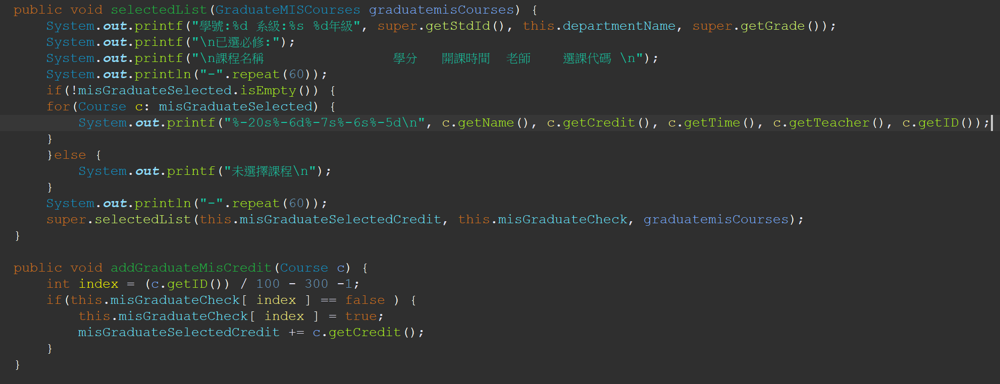 public void selectedList(GraduateMISCourses graduatemisCourses) {
    System.out.printf("學號:%d 系級:%s %d年級", super.getStdId(), this.departmentName, super.getGrade());
    System.out.printf("\n已選必修:");
    System.out.printf("\n課程名稱                學分   開課時間  老師    選課代碼 \n");
    System.out.println("-".repeat(60));
    if(!misGraduateSelected.isEmpty()) {
    for(Course c: misGraduateSelected) {
        System.out.printf("%-20s%-6d%-7s%-6s%-5d\n", c.getName(), c.getCredit(), c.getTime(), c.getTeacher(), c.getID());
    }
    }else {
        System.out.printf("未選擇課程\n");
    }
    System.out.println("-".repeat(60));
    super.selectedList(this.misGraduateSelectedCredit, this.misGraduateCheck, graduatemisCourses);
}

public void addGraduateMisCredit(Course c) {
    int index = (c.getID()) / 100 - 300 -1;
    if(this.misGraduateCheck[ index ] == false ) {
        this.misGraduateCheck[ index ] = true;
        misGraduateSelectedCredit += c.getCredit();
    }
}